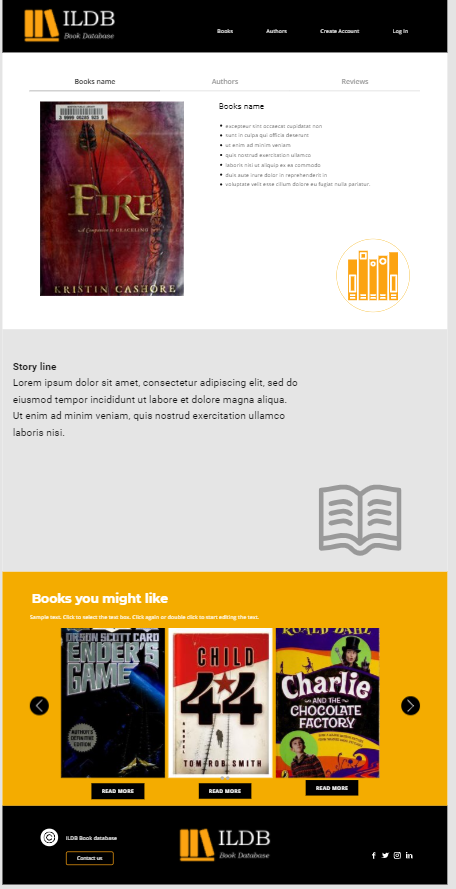 ILDB
Book Database
Books
Authors
Create Account
Log In
Books name
Authors
Reviews
FIRE
A Companion to GRACELING
KRISTIN CASHORE
Books name
excepteur sint occaecat cupidatat non
sunt in culpa qui officia deserunt
ut enim ad minim veniam
quis nostrud exercitation ullamco
laboris nisi ut aliquip ex ea commodo
duis aute irure dolor in reprehenderit in
voluptate velit esse cillum dolore eu fugiat nulla pariatur.
Story line
Lorem ipsum dolor sit amet, consectetur adipiscing elit, sed do
eiusmod tempor incididunt ut labore et dolore magna aliqua.
Ut enim ad minim veniam, quis nostrud exercitation ullamco
laboris nisi.
Books you might like
Sample text. Click to select the text box. Click again or double click to start editing the text.
ORSON SCOTT CARD
ENDER'S
GAME
AUTHOR'S
DEFINITIVE
EDITION
CHILD
44
TOM ROB SMITH
ROALD DAHL
Charlie
AND THE
CHOCOLATE
FACTORY
READ MORE
READ MORE
READ MORE
©
ILDB Book database
Contact us
ILDB
Book Database